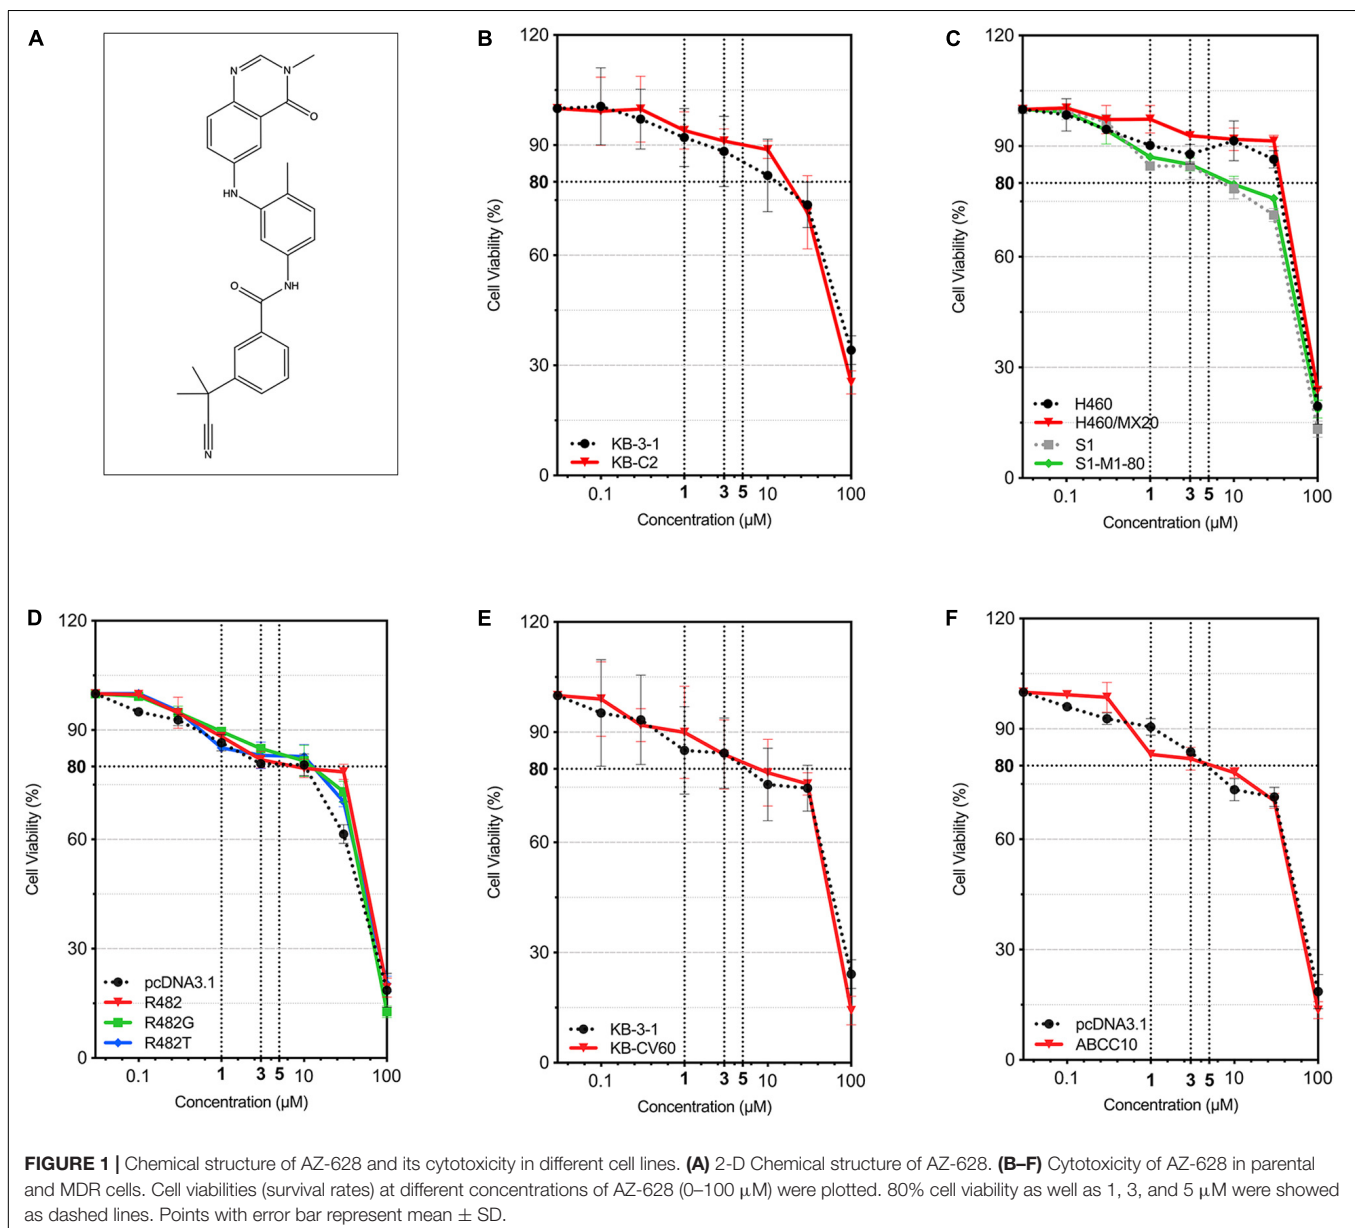 A
N
N
O
HN
O
NH
N
B
120
90
80
60
30
0
Cell Viability (%)
KB-3-1
KB-C2
0.1
1
3
5
10
100
Concentration (µM)
C
120
90
80
60
30
0
Cell Viability (%)
H460
H460/MX20
S1
S1-M1-80
0.1
1
3
5
10
100
Concentration (µM)
D
120
90
80
60
30
0
Cell Viability (%)
pcDNA3.1
R482
R482G
R482T
0.1
1
3
5
10
100
Concentration (µM)
E
120
90
80
60
30
0
Cell Viability (%)
KB-3-1
KB-CV60
0.1
1
3
5
10
100
Concentration (µM)
F
120
90
80
60
30
0
Cell Viability (%)
pcDNA3.1
ABCC10
0.1
1
3
5
10
100
Concentration (µM)
FIGURE 1 | Chemical structure of AZ-628 and its cytotoxicity in different cell lines. (A) 2-D Chemical structure of AZ-628. (B–F) Cytotoxicity of AZ-628 in parental
and MDR cells. Cell viabilities (survival rates) at different concentrations of AZ-628 (0–100 µM) were plotted. 80% cell viability as well as 1, 3, and 5 µM were showed
as dashed lines. Points with error bar represent mean ± SD.